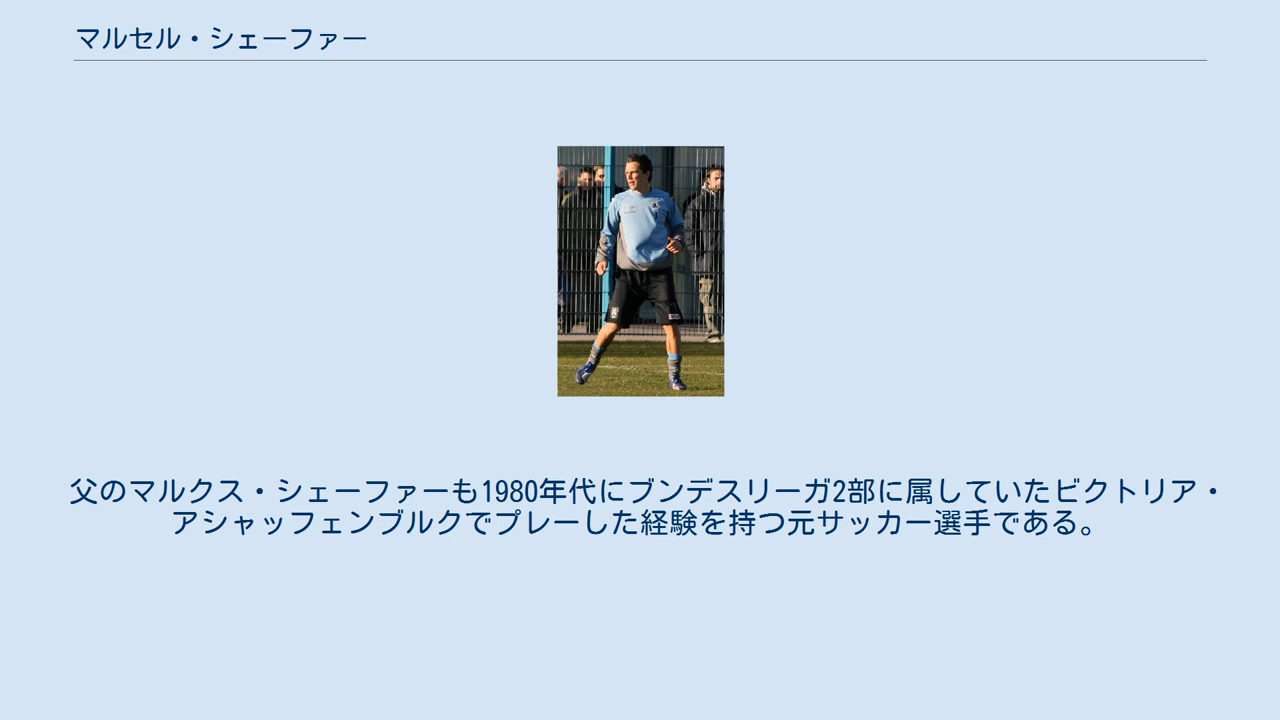 マルセル・シェーファー
父のマルクス・シェーファーも1980年代にブンデスリーガ2部に属していたビクトリア・
アシャッフェンブルクでプレーした経験を持つ元サッカー選手である。